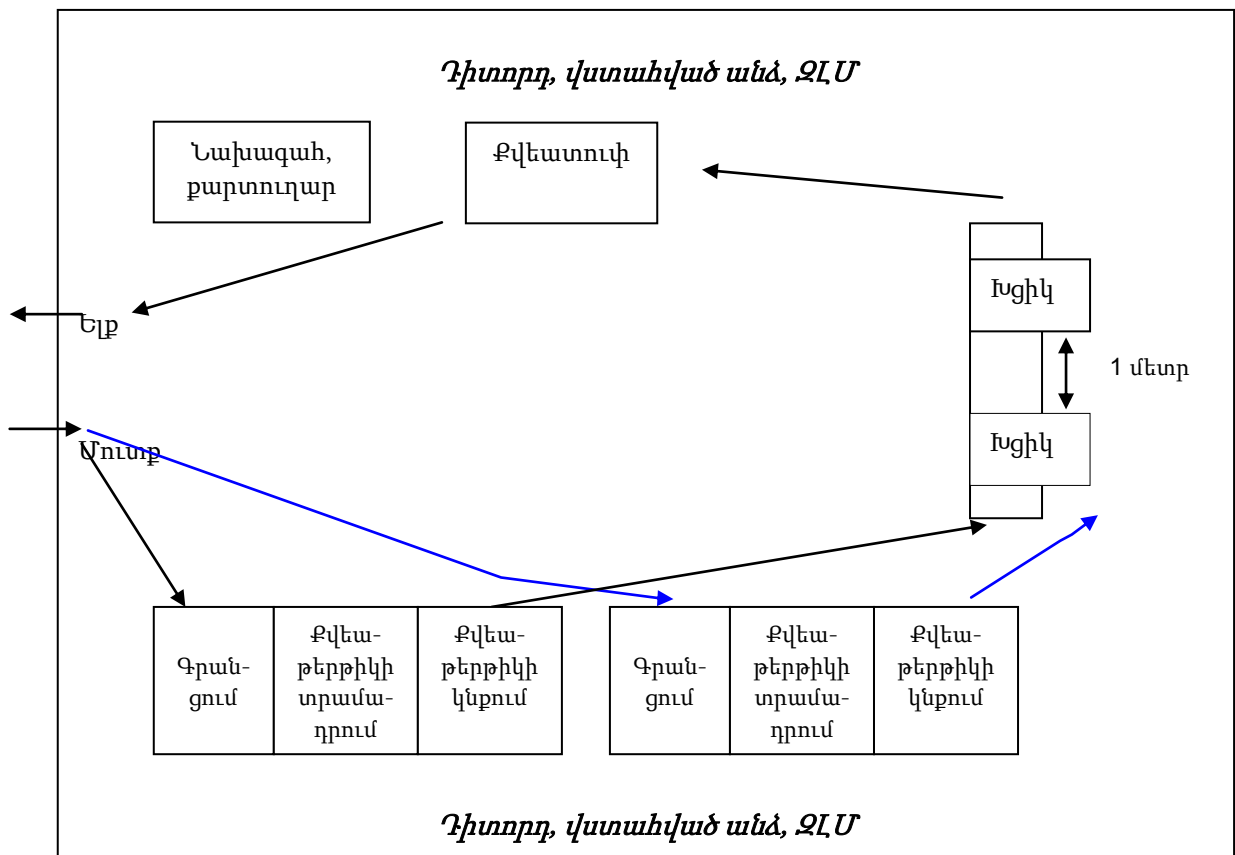 Դիտորդ, վստահված անձ, ԶԼՄ
Նախագահ,
քարտուղար
Քվեատուփ
Խցիկ
Ելք
1 մետր
Մուտք
Խցիկ
Գրան-
ցում
Քվեա-
թերթիկի
տրամա-
դրում
Քվեա-
թերթիկի
կնքում
Գրան-
ցում
Քվեա-
թերթիկի
տրամա-
դրում
Քվեա-
թերթիկի
կնքում
Դիտորդ, վստահված անձ, ԶԼՄ